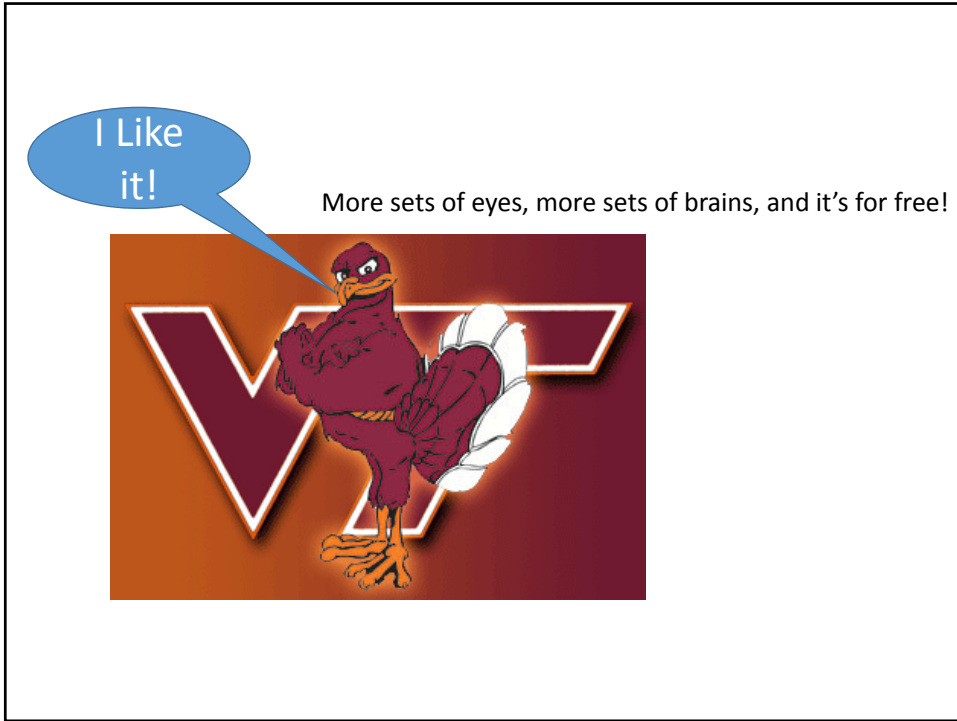 I Like
it!
More sets of eyes, more sets of brains, and it’s for free!
VT